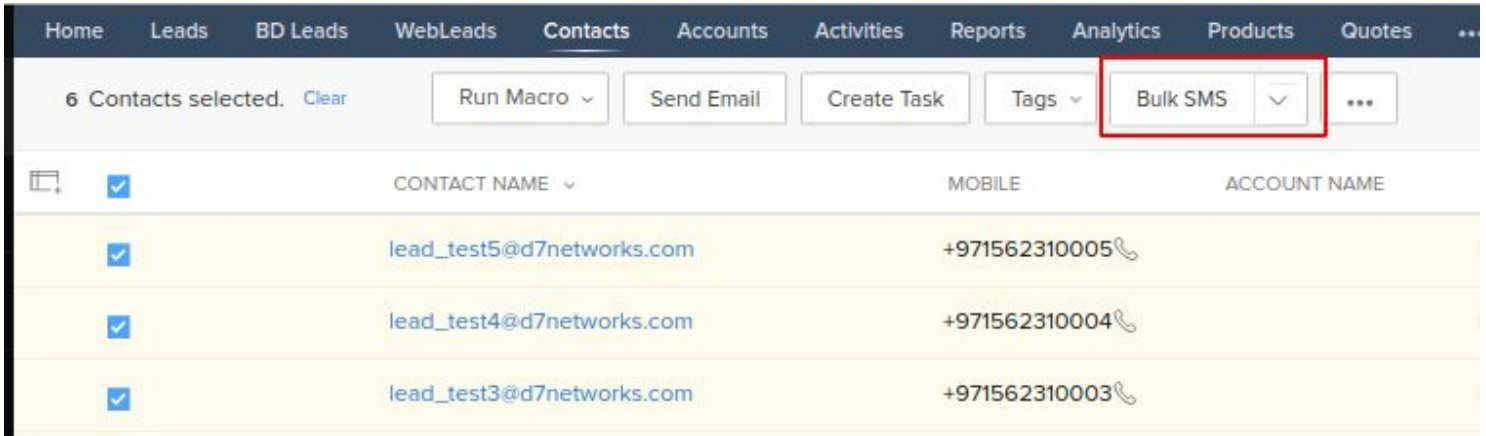 Home Leads BD Leads WebLeads Contacts Accounts Activities Reports Analytics Products Quotes •••
6 Contacts selected. Clear Run Macro Send Email Create Task Tags Bulk SMS •••
CONTACT NAME MOBILE ACCOUNT NAME
lead_test5@d7networks.com +971562310005
lead_test4@d7networks.com +971562310004
lead_test3@d7networks.com +971562310003